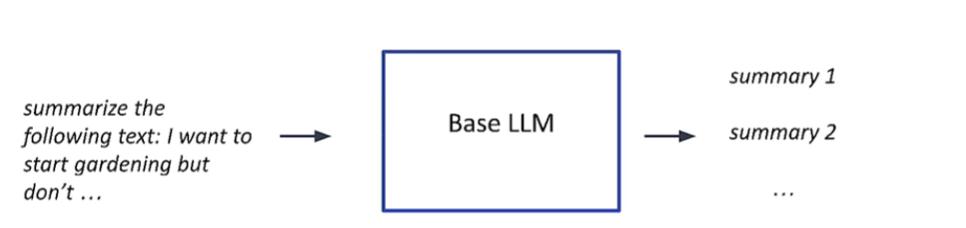 summarize the
following text: I want to
start gardening but
don't ...
Base LLM
summary 1
summary 2
...